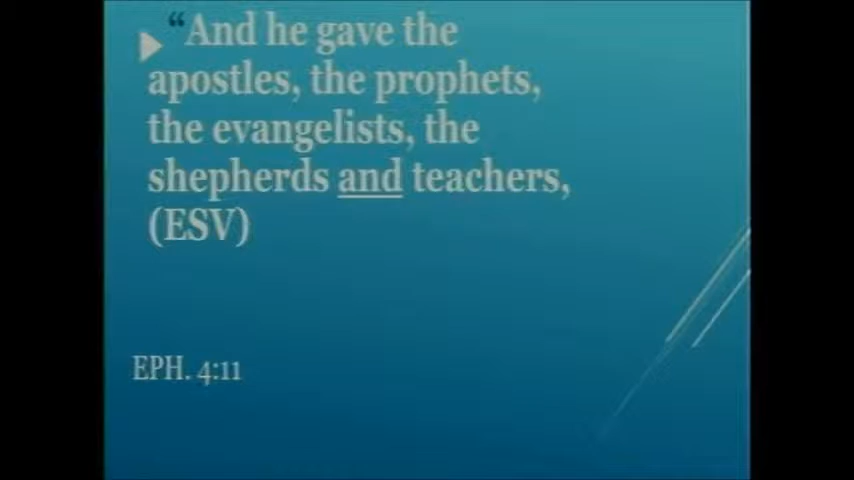 “And he gave the
apostles, the prophets,
the evangelists, the
shepherds and teachers,
(ESV)
EPH. 4:11